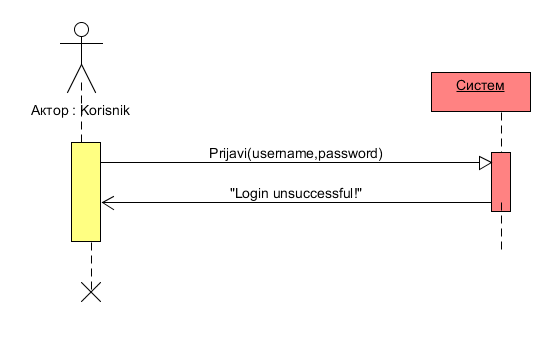 Систем
Актор : Korisnik
Prijavi(username,password)
"Login unsuccessful!"